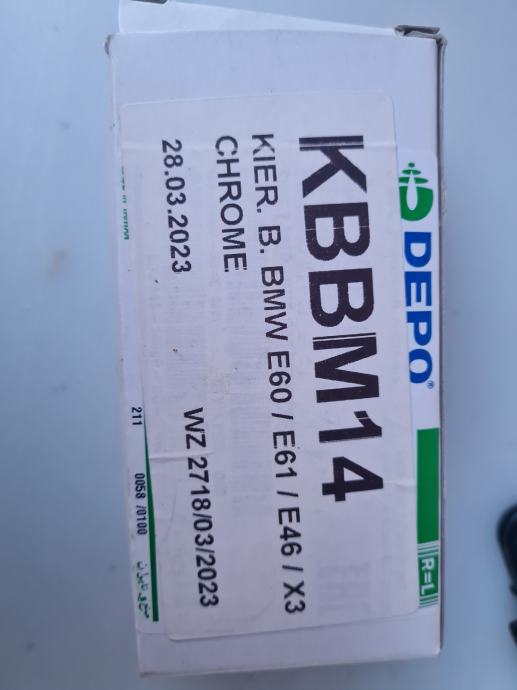 DEPO®
R=L
KBBM14
KIER. B. BMW E60 / E61 / E46 / X3
CHROME
28.03.2023 WZ 2718/03/2023
211 0058 /0100